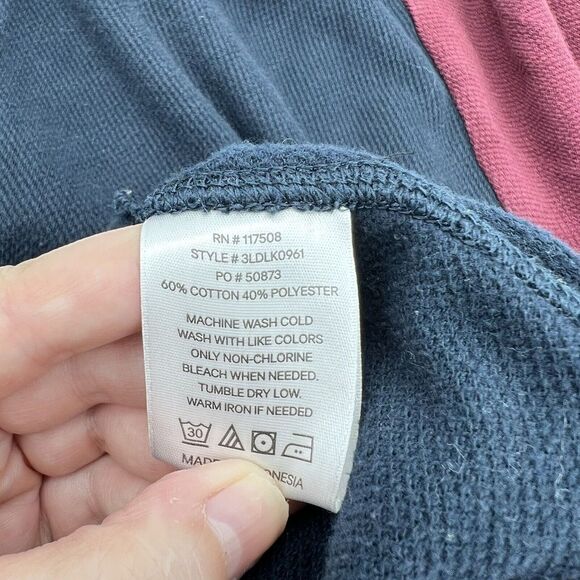 RN # 117508
STYLE # 3LDLK0961
PO # 50873
60% COTTON 40% POLYESTER
MACHINE WASH COLD
WASH WITH LIKE COLORS
ONLY NON-CHLORINE
BLEACH WHEN NEEDED.
TUMBLE DRY LOW.
WARM IRON IF NEEDED
30